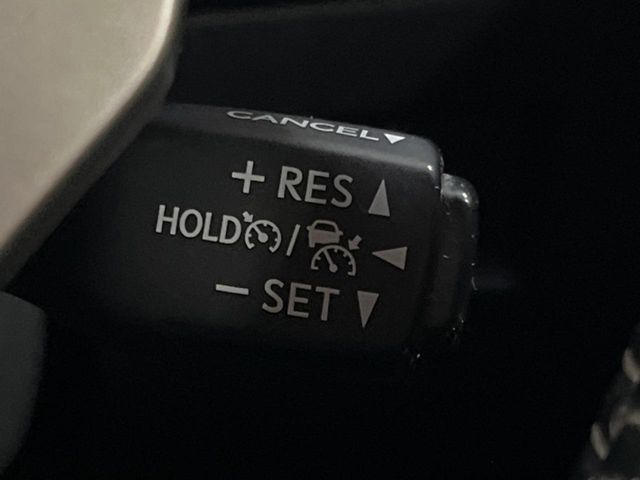 CANCEL▼
+ RES ▲
HOLD / ◀
− SET ▼